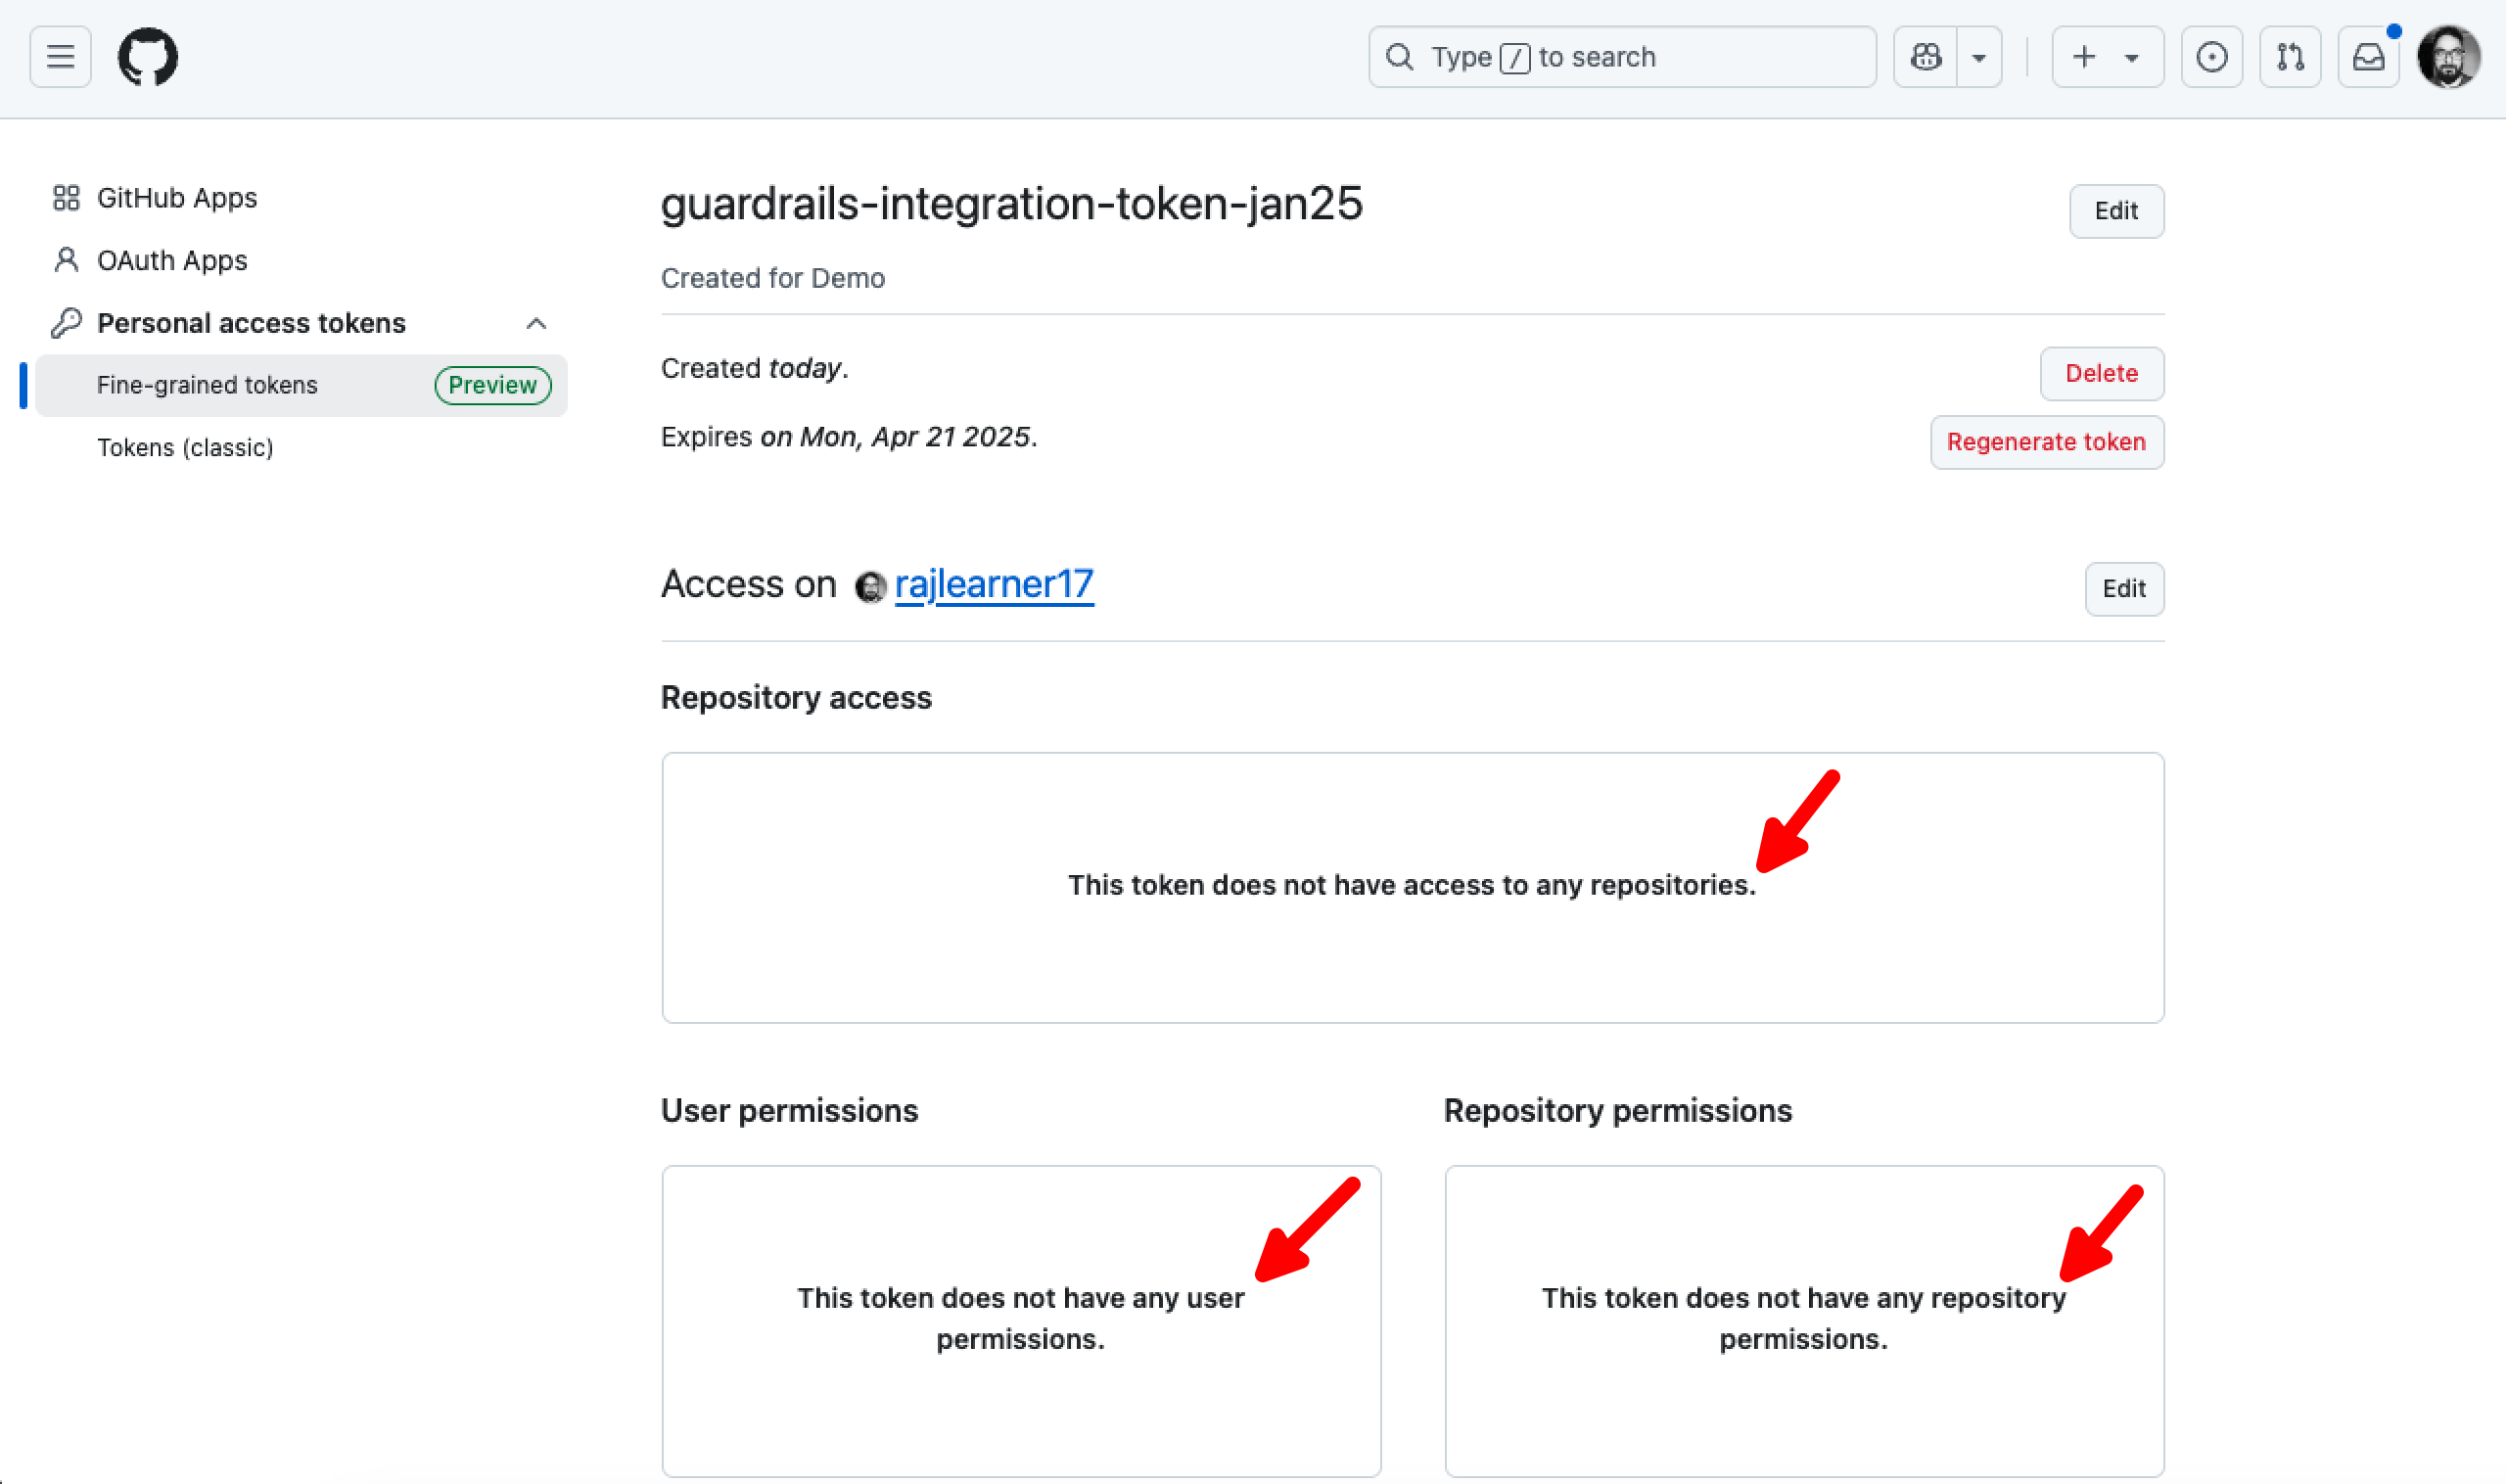 Type / to search
GitHub Apps
OAuth Apps
Personal access tokens
Fine-grained tokens Preview
Tokens (classic)
guardrails-integration-token-jan25
Edit
Created for Demo
Created today.
Delete
Expires on Mon, Apr 21 2025.
Regenerate token
Access on rajlearner17
Edit
Repository access
This token does not have access to any repositories.
User permissions
This token does not have any user
permissions.
Repository permissions
This token does not have any repository
permissions.